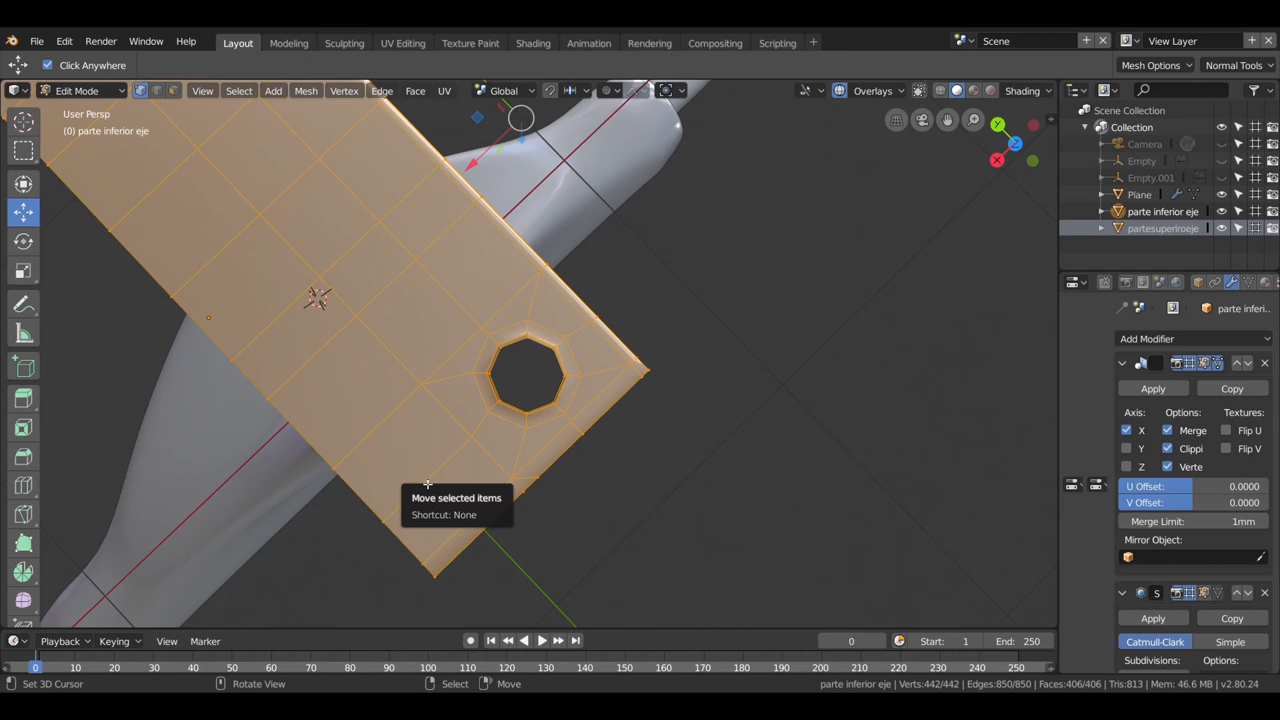 File Edit Render Window Help Layout Modeling Sculpting UV Editing Texture Paint Shading Animation Rendering Compositing Scripting + Scene View Layer
Click Anywhere Mesh Options Normal Tools
Edit Mode View Select Add Mesh Vertex Edge Face UV Global Overlays Shading
User Persp
(0) parte inferior eje
Y
Z
X
Scene Collection
Collection
Camera
Empty
Empty.001
Plane
parte inferior eje
partesuperiroeje
parte inferi..
Add Modifier
Apply Copy
Axis: Options: Textures:
X Merge Flip U
Y Clippi Flip V
Z Verte
U Offset: 0.0000
V Offset: 0.0000
Merge Limit: 1mm
Mirror Object:
S
Apply Copy
Catmull-Clark Simple
Subdivisions: Options:
Move selected items
Shortcut: None
Playback Keying View Marker 0 Start: 1 End: 250
0 10 20 30 40 50 60 70 80 90 100 110 120 130 140 150 160 170 180 190 200 210 220 230 240 250
Set 3D Cursor Rotate View Select Move parte inferior eje | Verts:442/442 | Edges:850/850 | Faces:406/406 | Tris:813 | Mem: 46.6 MB | v2.80.24